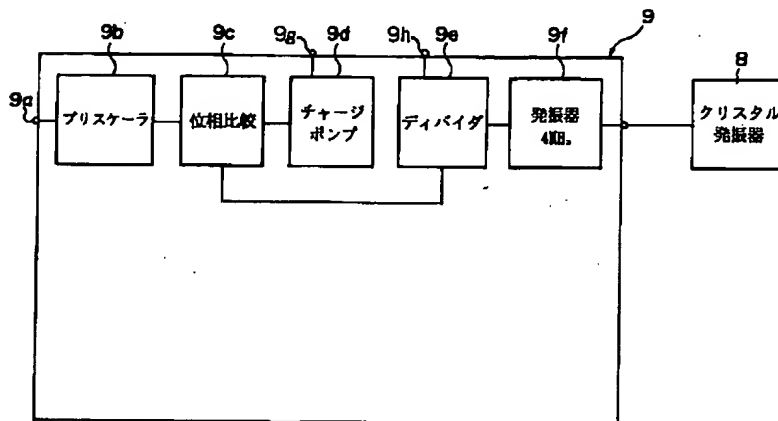 9b
9c
9g
9d
9h
9e
9f
9
8
9a
プリスケーラ
位相比較
チャージ
ポンプ
ディバイダ
発振器
4MHz
クリスタル
発振器